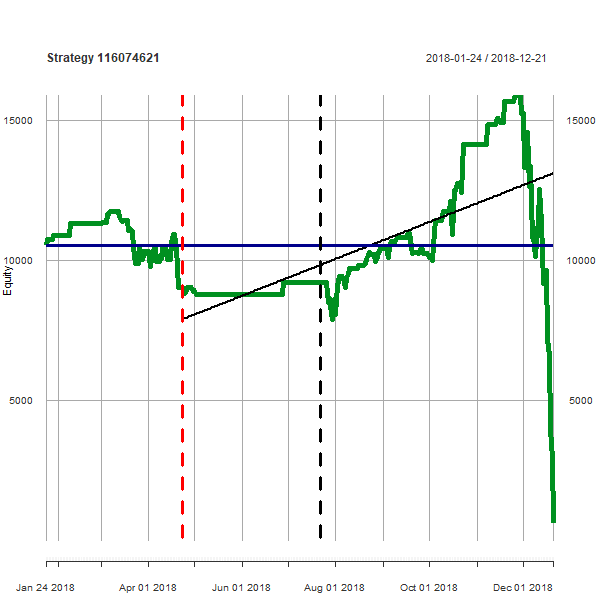 Strategy 116074621
2018-01-24 / 2018-12-21
15000
15000
10000
10000
5000
5000
Equity
Jan 24 2018
Apr 01 2018
Jun 01 2018
Aug 01 2018
Oct 01 2018
Dec 01 2018